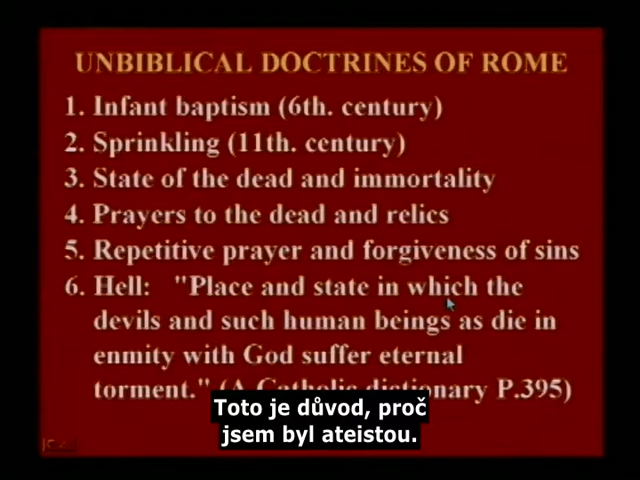 UNBIBLICAL DOCTRINES OF ROME
1. Infant baptism (6th. century)
2. Sprinkling (11th. century)
3. State of the dead and immortality
4. Prayers to the dead and relics
5. Repetitive prayer and forgiveness of sins
6. Hell: "Place and state in which the
devils and such human beings as die in
enmity with God suffer eternal
torment." (A Catholic dictionary P.395)
Toto je důvod, proč
jsem byl ateistou.